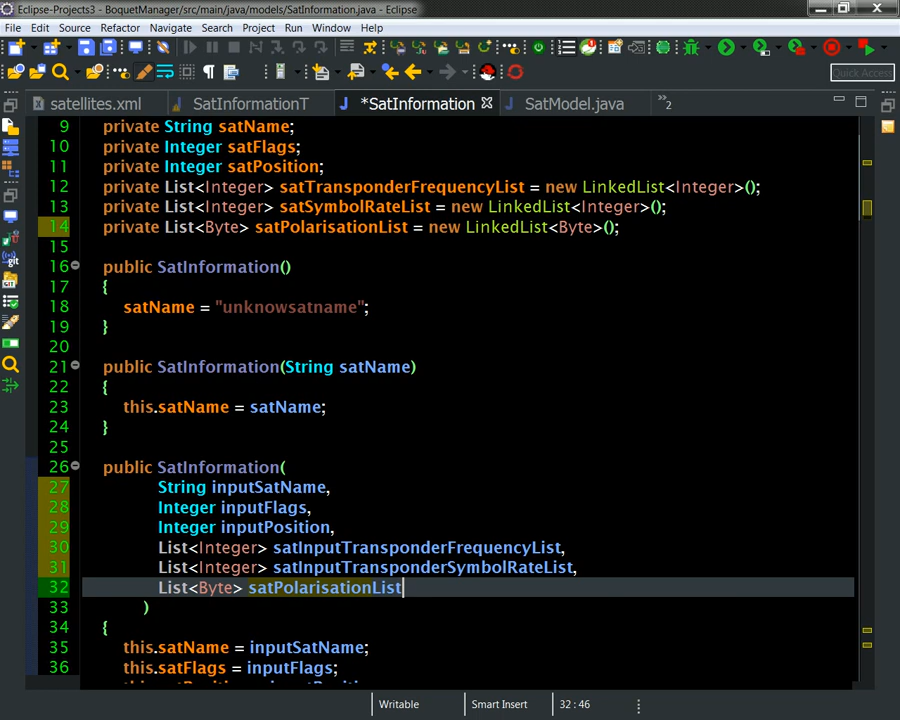 Eclipse-Projects3 - BoquetManager/src/main/java/models/SatInformation.java - Eclipse
File Edit Source Refactor Navigate Search Project Run Window Help
Quick Access
satellites.xml SatInformationT *SatInformation SatModel.java »2
9 private String satName;
10 private Integer satFlags;
11 private Integer satPosition;
12 private List<Integer> satTransponderFrequencyList = new LinkedList<Integer>();
13 private List<Integer> satSymbolRateList = new LinkedList<Integer>();
14 private List<Byte> satPolarisationList = new LinkedList<Byte>();
15
16 public SatInformation()
17 {
18 satName = "unknowsatname";
19 }
20
21 public SatInformation(String satName)
22 {
23 this.satName = satName;
24 }
25
26 public SatInformation(
27 String inputSatName,
28 Integer inputFlags,
29 Integer inputPosition,
30 List<Integer> satInputTransponderFrequencyList,
31 List<Integer> satInputTransponderSymbolRateList,
32 List<Byte> satPolarisationList
33 )
34 {
35 this.satName = inputSatName;
36 this.satFlags = inputFlags;
Writable Smart Insert 32 : 46